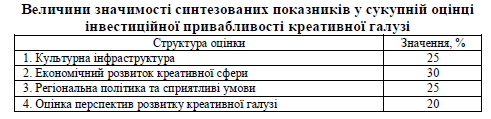 Величини значимості синтезованих показників у сукупній оцінці
інвестиційної привабливості креативної галузі
Структура оцінки Значення, %
1. Культурна інфраструктура 25
2. Економічний розвиток креативної сфери 30
3. Регіональна політика та сприятливі умови 25
4. Оцінка перспектив розвитку креативної галузі 20